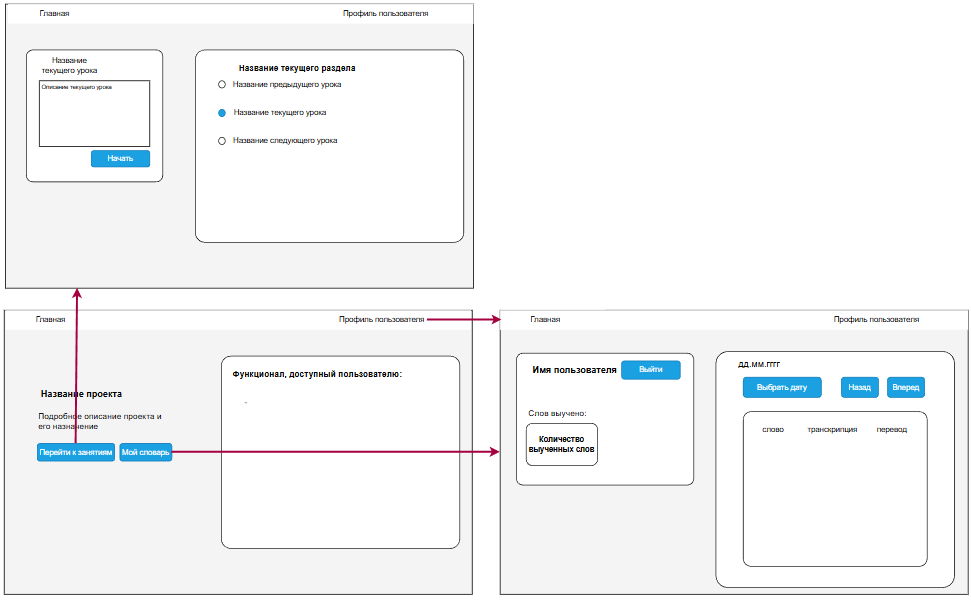 Главная
Профиль пользователя
Название
текущего урока
Описание текущего урока
Начать
Название текущего раздела
Название предыдущего урока
Название текущего урока
Название следующего урока
Главная
Профиль пользователя
Название проекта
Подробное описание проекта и
его назначение
Перейти к занятиям
Мой словарь
Функционал, доступный пользователю:
-
Главная
Профиль пользователя
Имя пользователя
Выйти
Слов выучено:
Количество
выученных слов
дд.мм.гггг
Выбрать дату
Назад
Вперед
слово
транскрипция
перевод